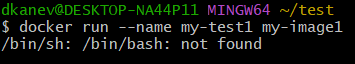 dkanev@DESKTOP-NA44P11 MINGW64 ~/test
$ docker run --name my-test1 my-image1
/bin/sh: /bin/bash: not found